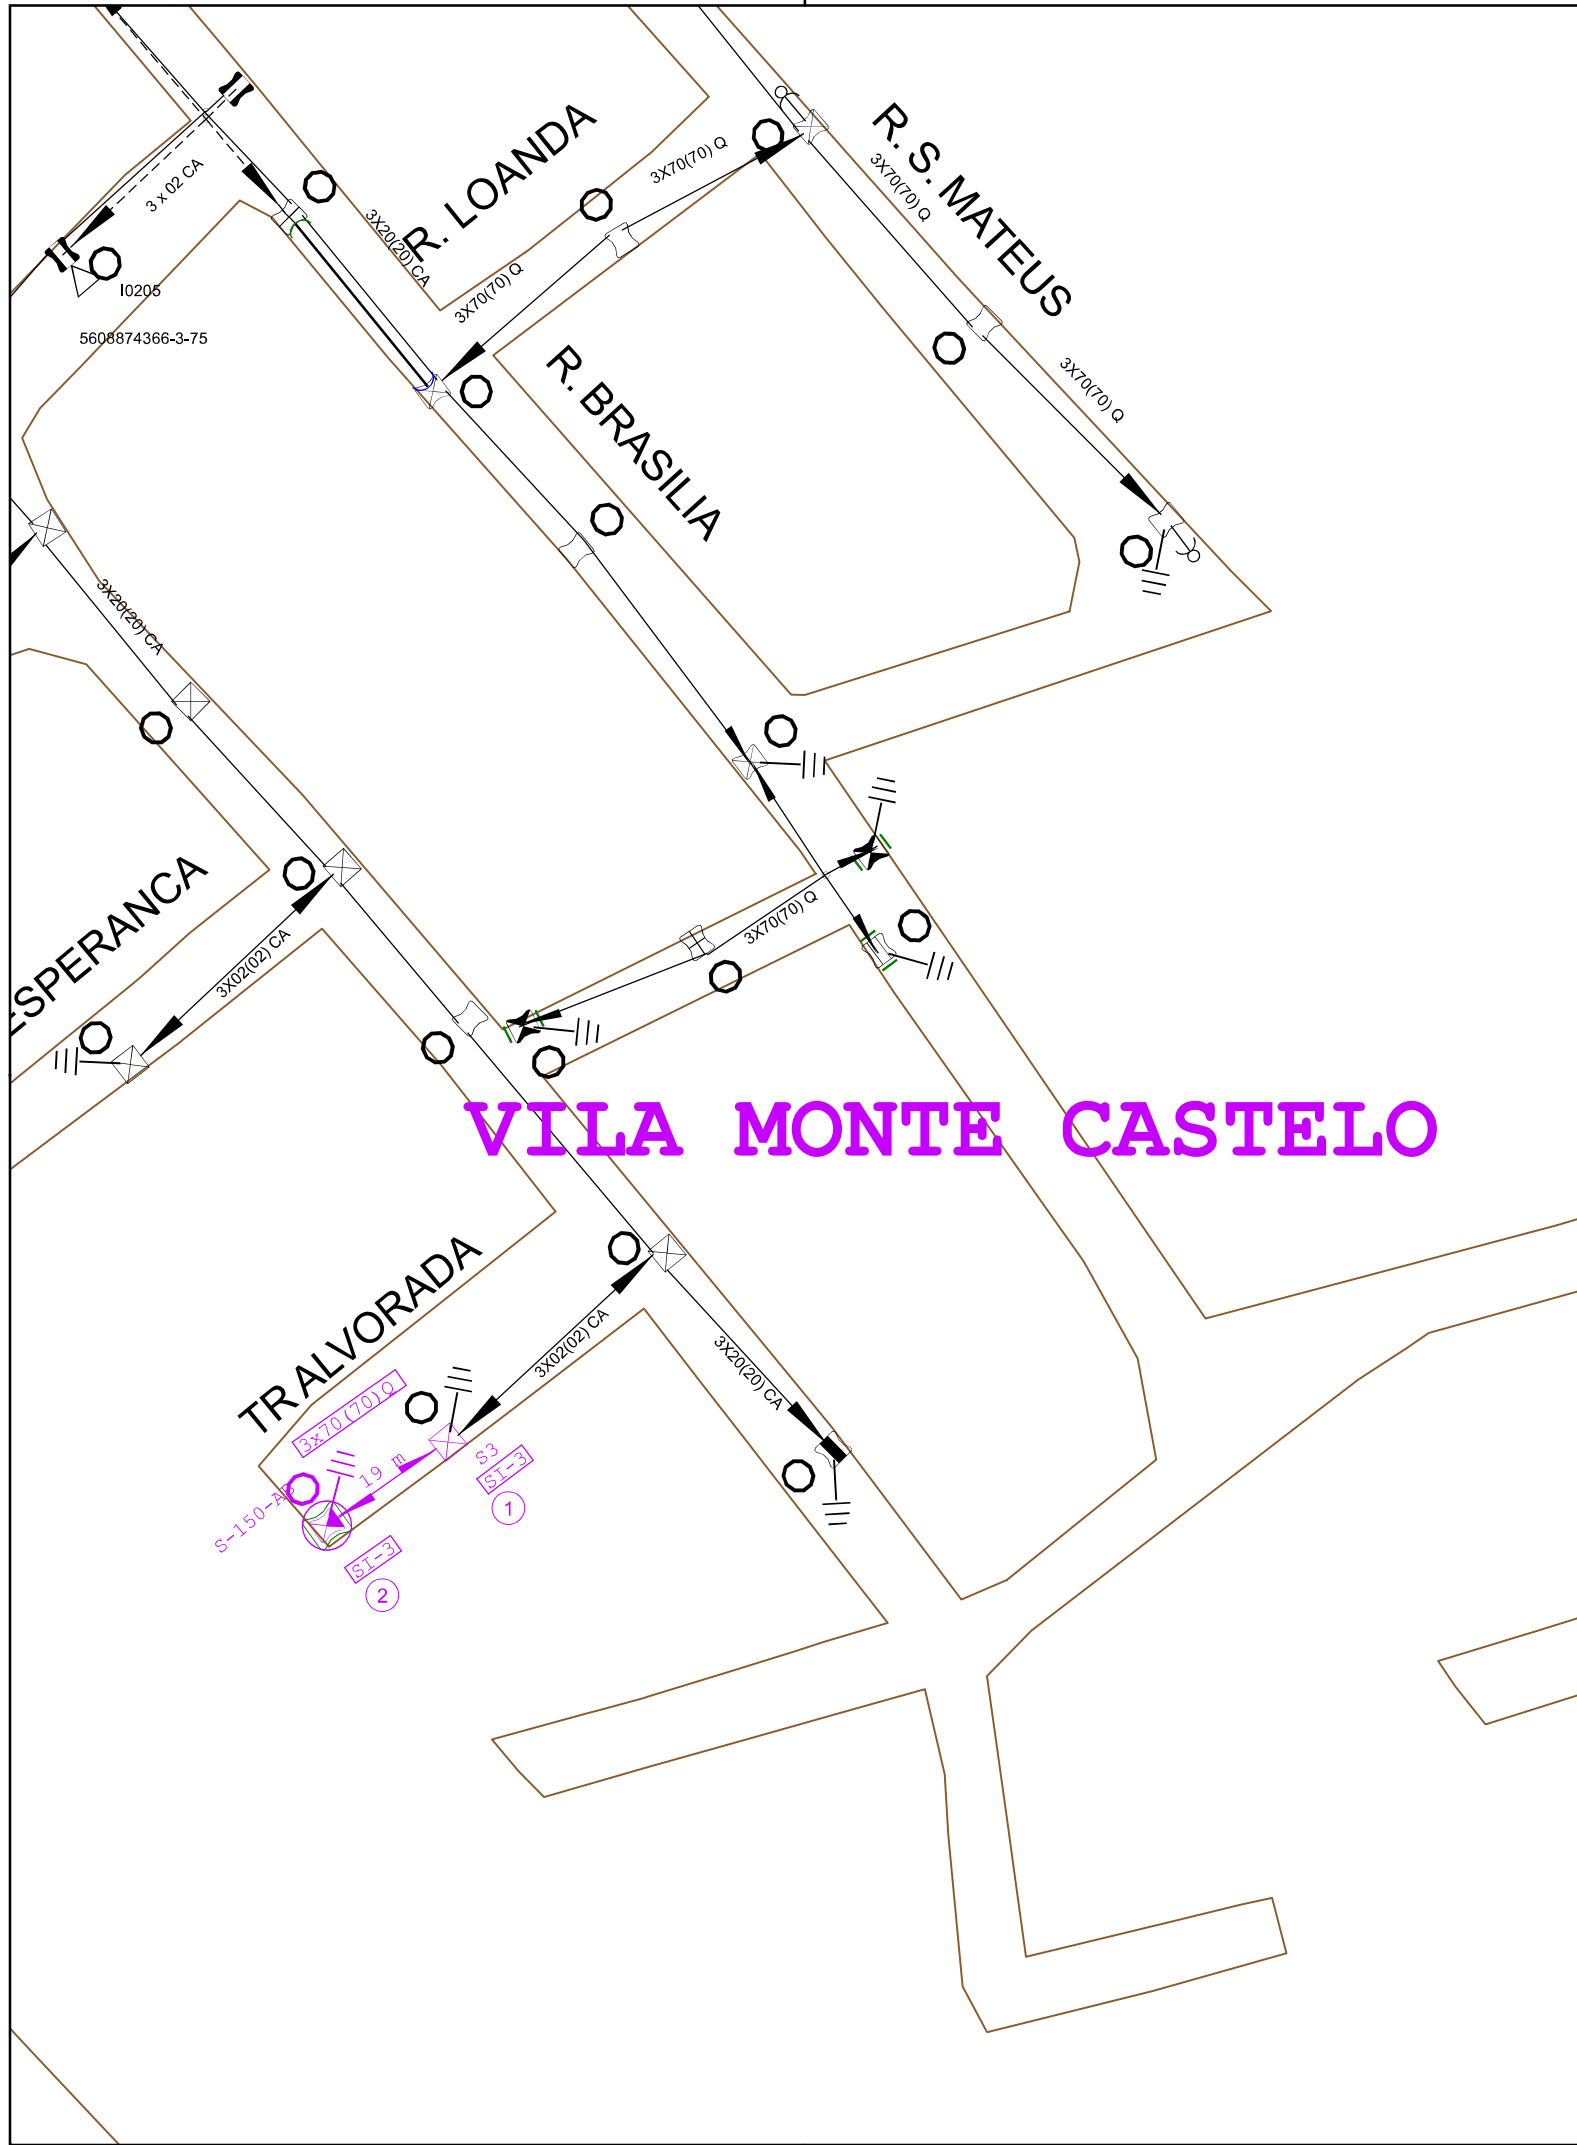 R. LOANDA
R. S. MATEUS
3X70(70) Q
3X70(70) Q
3 x 02 CA
3X20(20) CA
3X70(70) Q
I0205
5608874366-3-75
R. BRASILIA
3X70(70) Q
3X20(20) CA
ESPERANCA
3X70(70) Q
3X02(02) CA
VILA MONTE CASTELO
TR ALVORADA
3X02(02) CA
3X20(20) CA
3x70(70)Q
19 m
S3
SI-3
1
SI-3
2